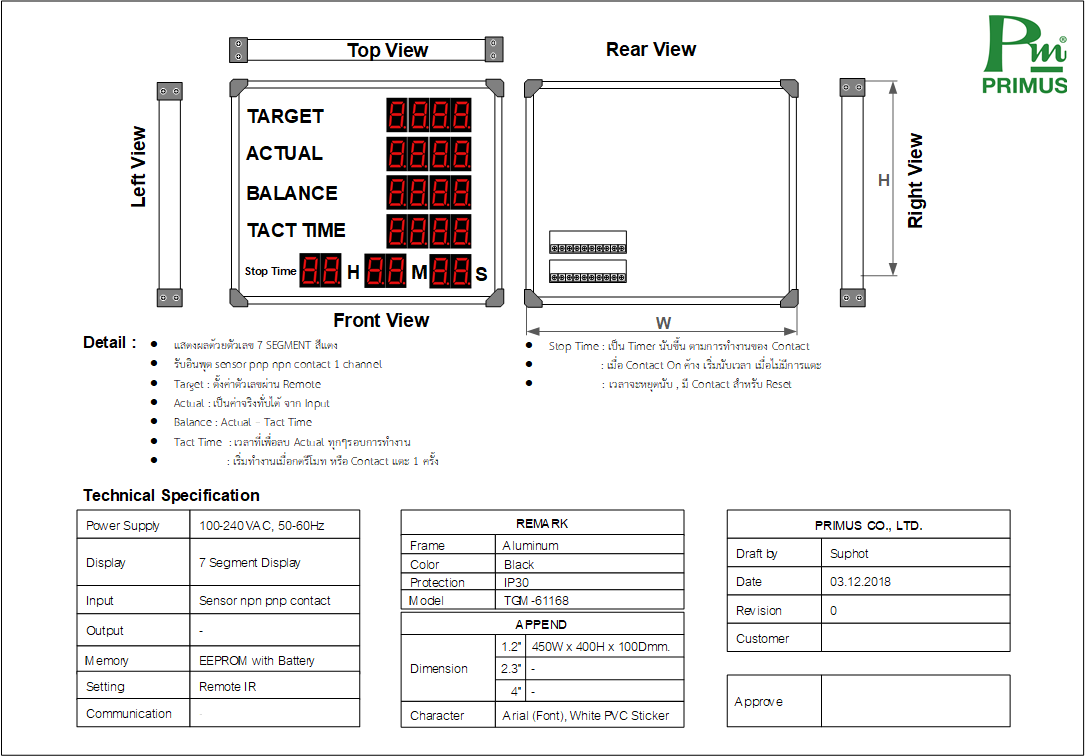 Top View
Rear View
Pm®
PRIMUS
Left View
TARGET 8.8.8.8.
ACTUAL 8.8.8.8.
BALANCE 8.8.8.8.
TACT TIME 8.8.8.8.
Stop Time 8.8. H 8.8. M 8.8. S
H
Right View
Front View
W
Detail :
● แสดงผลด้วยตัวเลข 7 SEGMENT สีแดง
● รับอินพุต sensor pnp npn contact 1 channel
● Target : ตั้งค่าตัวเลขผ่าน Remote
● Actual : เป็นค่าจริงที่นับได้ จาก Input
● Balance : Actual - Tact Time
● Tact Time : เวลาที่เพื่อลบ Actual ทุกๆรอบการทำงาน
● : เริ่มทำงานเมื่อกดรีโมท หรือ Contact แตะ 1 ครั้ง
● Stop Time : เป็น Timer นับขึ้น ตามการทำงานของ Contact
● : เมื่อ Contact On ค้าง เริ่มนับเวลา เมื่อไม่มีการแตะ
● : เวลาจะหยุดนับ , มี Contact สำหรับ Reset
Technical Specification
Power Supply 100-240VAC, 50-60Hz
Display 7 Segment Display
Input Sensor npn pnp contact
Output -
Memory EEPROM with Battery
Setting Remote IR
Communication -
REMARK
Frame Aluminum
Color Black
Protection IP30
Model TGM-61168
APPEND
Dimension
1.2" 450W x 400H x 100Dmm.
2.3" -
4" -
Character Arial (Font), White PVC Sticker
PRIMUS CO., LTD.
Draft by Suphot
Date 03.12.2018
Revision 0
Customer
Approve